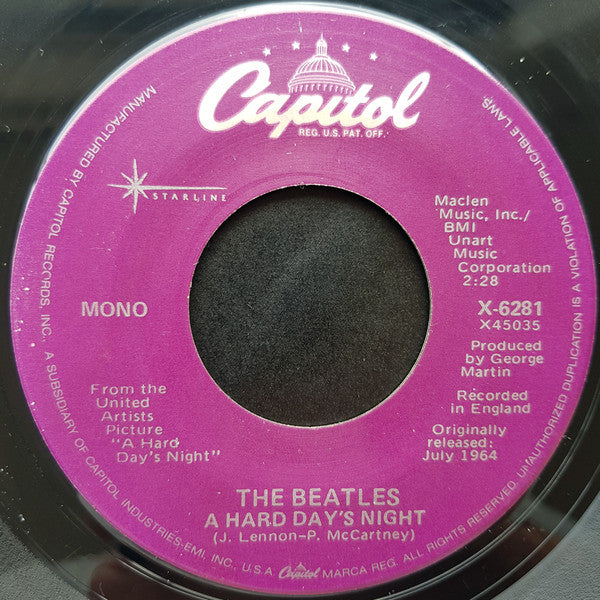 Capitol
REG. U.S. PAT. OFF.
STARLINE
MONO
From the
United
Artists
Picture
"A Hard
Day's Night"
Maclen
Music, Inc./
BMI
Unart
Music
Corporation
2:28
X-6281
X45035
Produced
by George
Martin
Recorded
in England
Originally
released:
July 1964
THE BEATLES
A HARD DAY'S NIGHT
(J. Lennon-P. McCartney)
MANUFACTURED BY CAPITOL RECORDS, INC., A SUBSIDIARY OF CAPITOL INDUSTRIES-EMI, INC., U.S.A. Capitol MARCA REG. ALL RIGHTS RESERVED. UNAUTHORIZED DUPLICATION IS A VIOLATION OF APPLICABLE LAWS.